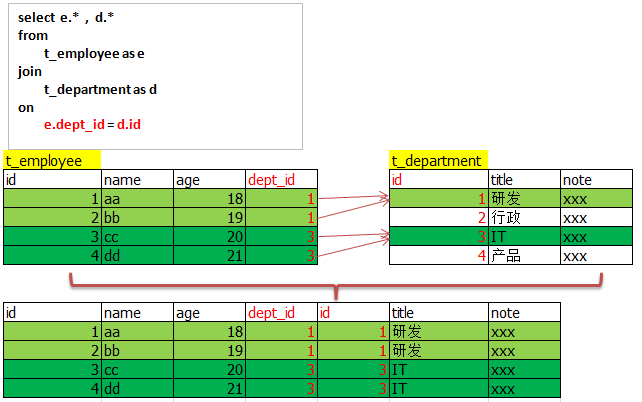 select e.* , d.*
from
t_employee as e
join
t_department as d
on
e.dept_id = d.id
t_employee
id name age dept_id
1 aa 18 1
2 bb 19 1
3 cc 20 3
4 dd 21 3
t_department
id title note
1 研发 xxx
2 行政 xxx
3 IT xxx
4 产品 xxx
id name age dept_id id title note
1 aa 18 1 1 研发 xxx
2 bb 19 1 1 研发 xxx
3 cc 20 3 3 IT xxx
4 dd 21 3 3 IT xxx